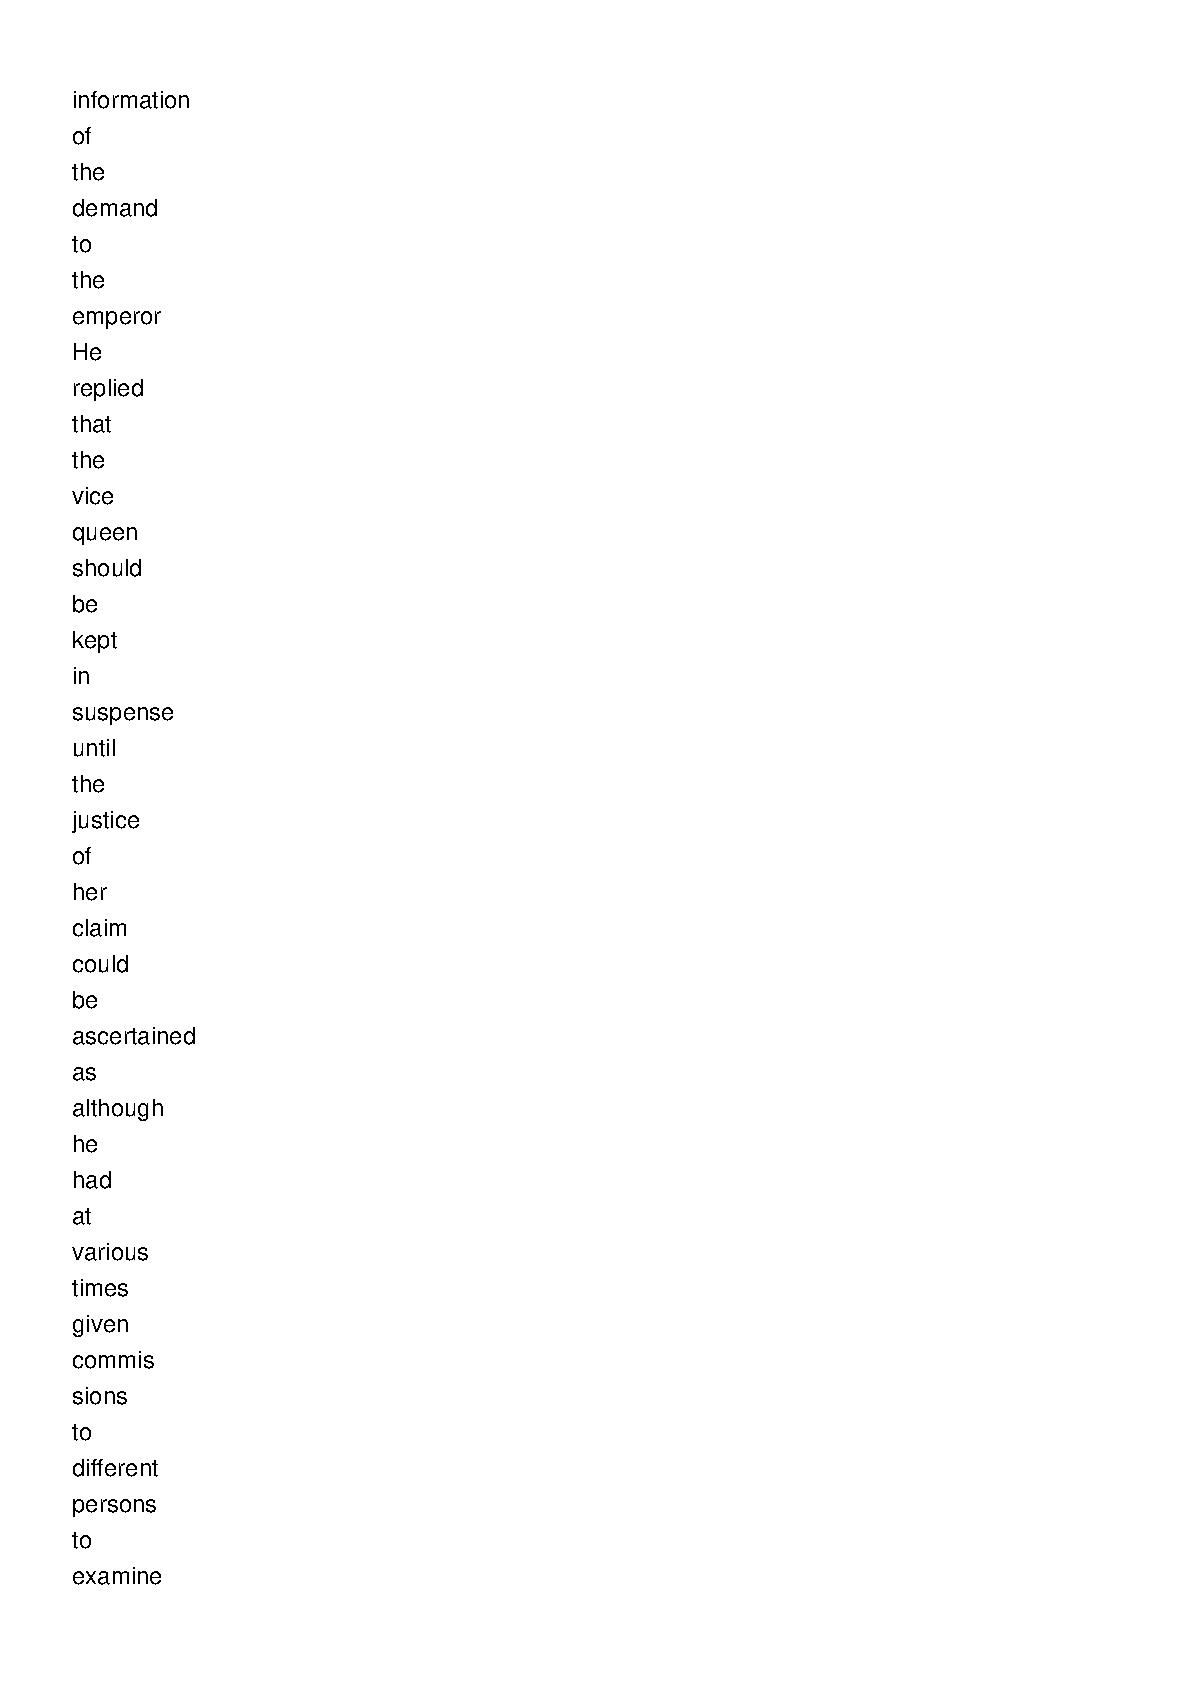 information
of
the
demand
to
the
emperor
He
replied
that
the
vice
queen
should
be
kept
in
suspense
until
the
justice
of
her
claim
could
be
ascertained
as
although
he
had
at
various
times
given
commis
sions
to
different
persons
to
examine